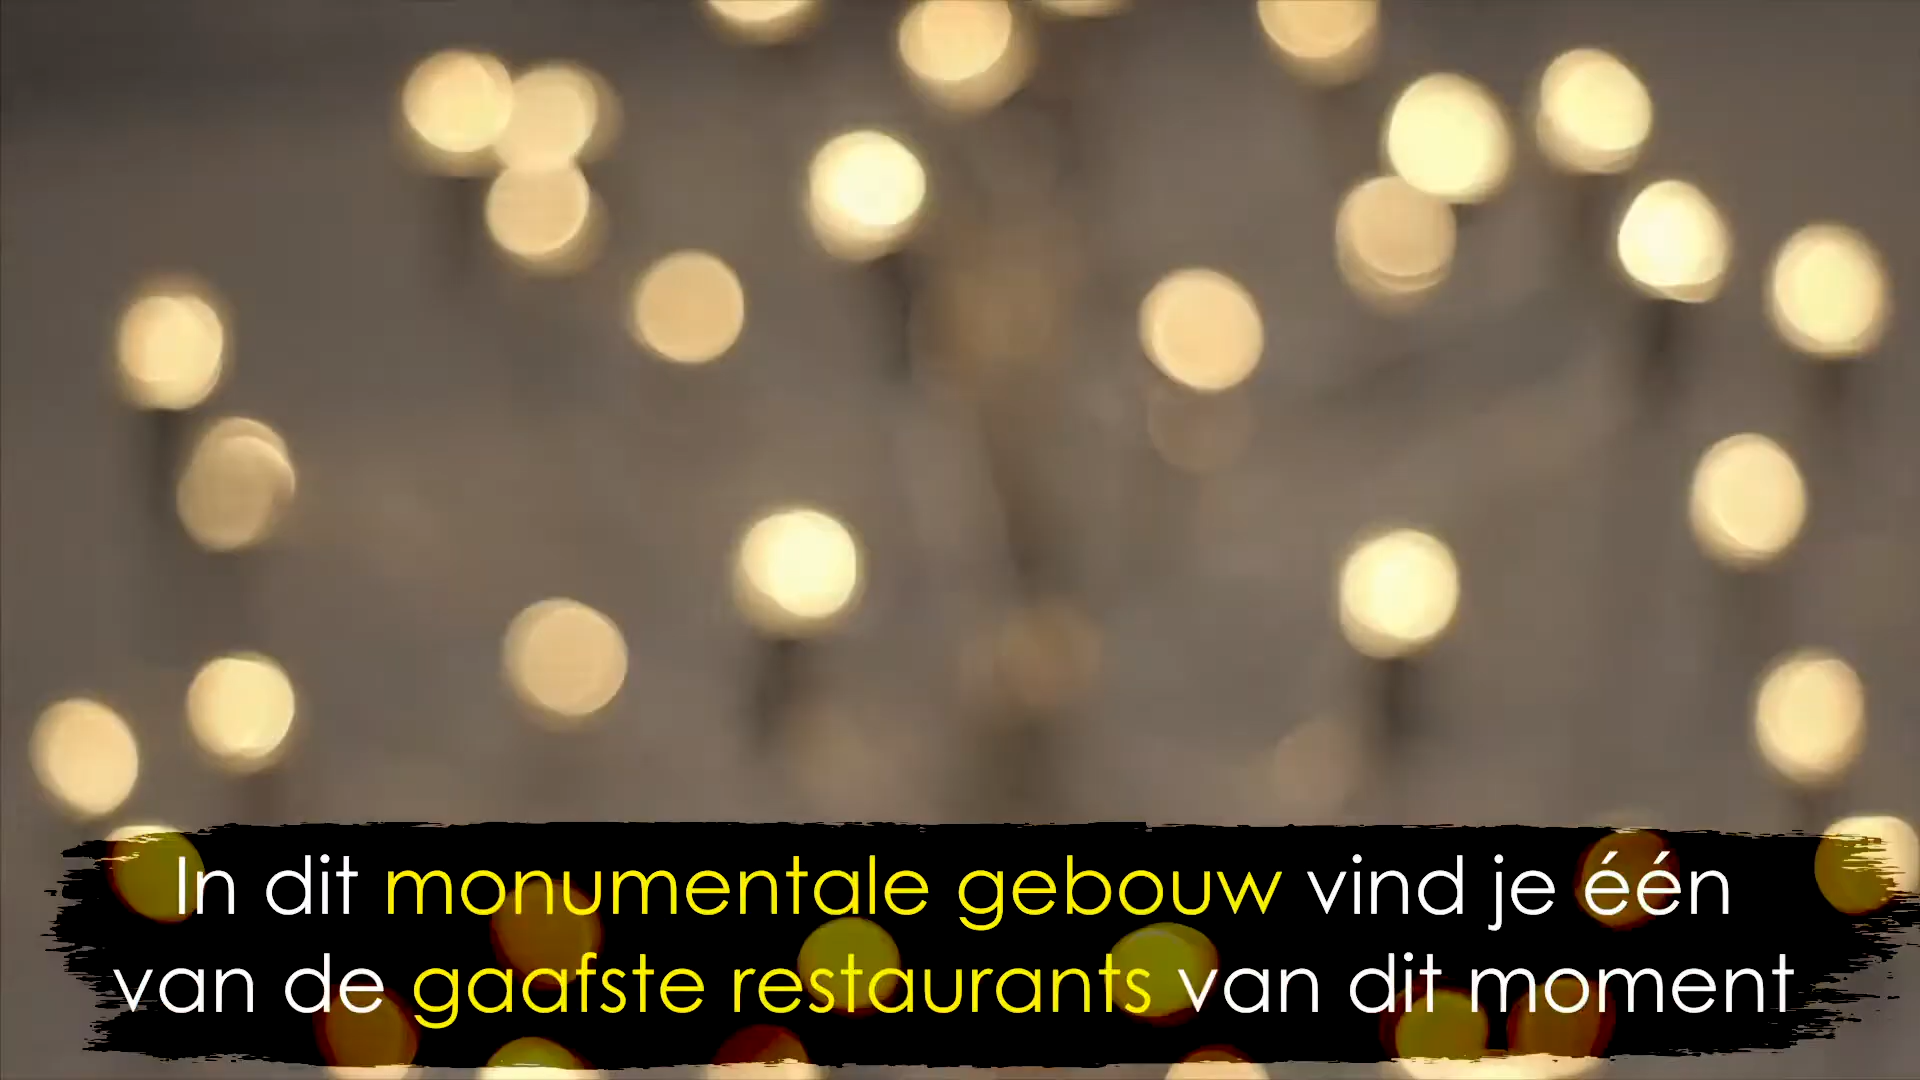 In dit monumentale gebouw vind je één
van de gaafste restaurants van dit moment